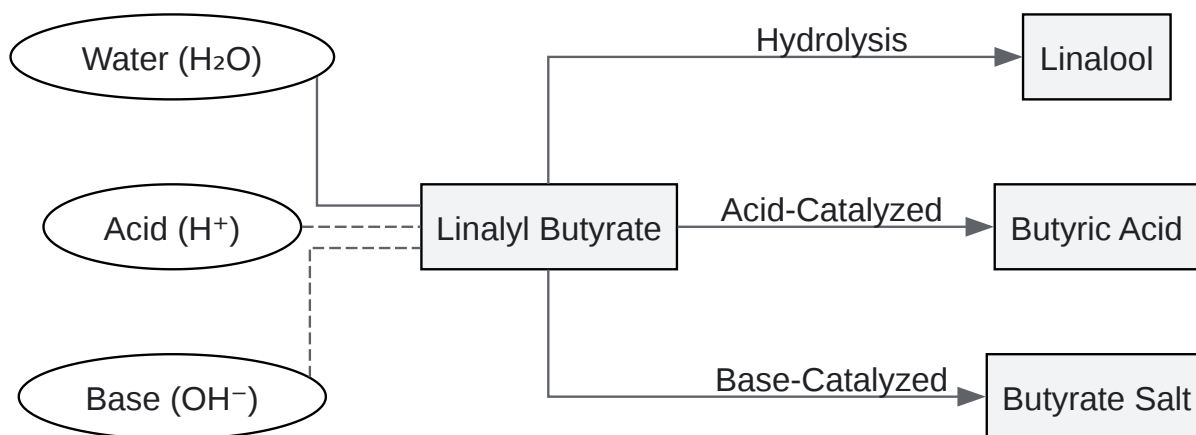 Water (H₂O)
Hydrolysis
Linalool
Acid (H⁺)
Linalyl Butyrate
Acid-Catalyzed
Butyric Acid
Base (OH⁻)
Base-Catalyzed
Butyrate Salt